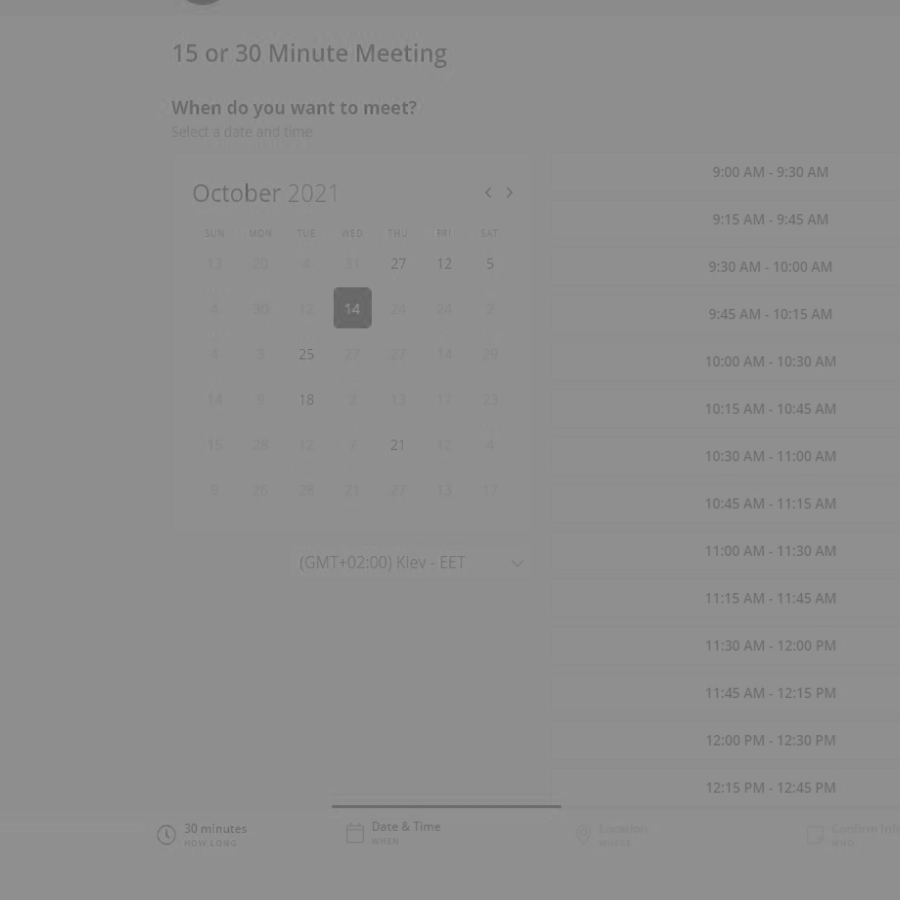 15 or 30 Minute Meeting
When do you want to meet?
Select a date and time
October 2021
SUN MON TUE WED THU FRI SAT
13 20 4 31 27 12 5
4 30 12 14 24 24 2
4 3 25 27 27 14 29
14 9 18 9 13 17 23
15 28 12 7 21 12 4
9 26 28 21 27 13 17
(GMT+02:00) Kiev - EET
9:00 AM - 9:30 AM
9:15 AM - 9:45 AM
9:30 AM - 10:00 AM
9:45 AM - 10:15 AM
10:00 AM - 10:30 AM
10:15 AM - 10:45 AM
10:30 AM - 11:00 AM
10:45 AM - 11:15 AM
11:00 AM - 11:30 AM
11:15 AM - 11:45 AM
11:30 AM - 12:00 PM
11:45 AM - 12:15 PM
12:00 PM - 12:30 PM
12:15 PM - 12:45 PM
30 minutes
HOW LONG
Date & Time
WHEN
Location
WHERE
Confirm Info
WHO